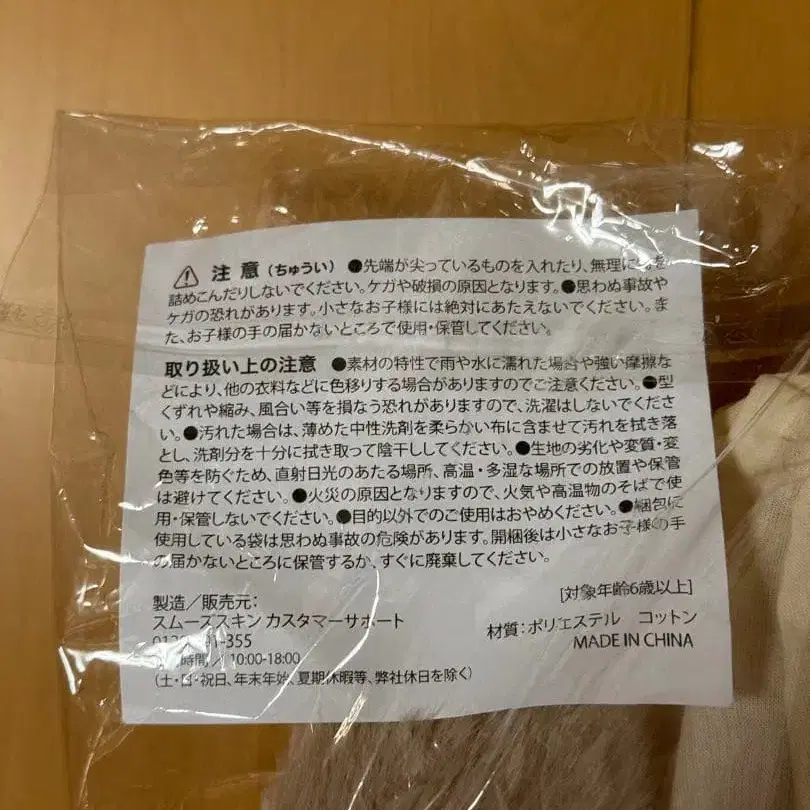 注 意 (ちゅうい) ●先端が尖っているものを入れたり、無理に物を
詰めこんだりしないでください。ケガや破損の原因となります。●思わぬ事故や
ケガの恐れがあります。小さなお子様には絶対にあたえないでください。ま
た、お子様の手の届かないところで使用・保管してください。
取り扱い上の注意 ●素材の特性で雨や水に濡れた場合や強い摩擦な
どにより、他の衣料などに色移りする場合がありますのでご注意ください。●型
くずれや縮み、風合い等を損なう恐れがありますので、洗濯はしないでくださ
い。●汚れた場合は、薄めた中性洗剤を柔らかい布に含ませて汚れを拭き落
とし、洗剤分を十分に拭き取って陰干ししてください。●生地の劣化や変質・変
色等を防ぐため、直射日光のあたる場所、高温・多湿な場所での放置や保管
は避けてください。●火災の原因となりますので、火気や高温物のそばで使
用・保管しないでください。●目的以外でのご使用はおやめください。●梱包に
使用している袋は思わぬ事故の危険があります。開梱後は小さなお子様の手
の届かないところに保管するか、すぐに廃棄してください。
[対象年齢6歳以上]
製造／販売元：
スムーズスキン カスタマーサポート
材質：ポリエステル コットン
355
MADE IN CHINA
時間／10:00-18:00
(土・日・祝日、年末年始、夏期休暇等、弊社休日を除く)